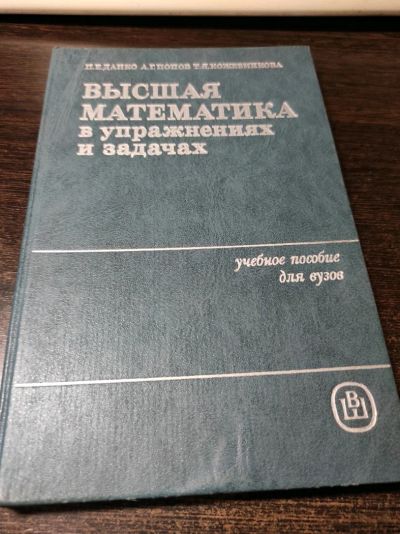 П.Е.ДАНКО А.Г.ПОПОВ Т.Я.КОЖЕВНИКОВА
ВЫСШАЯ
МАТЕМАТИКА
в упражнениях
и задачах
учебное пособие
для вузов
ВШ